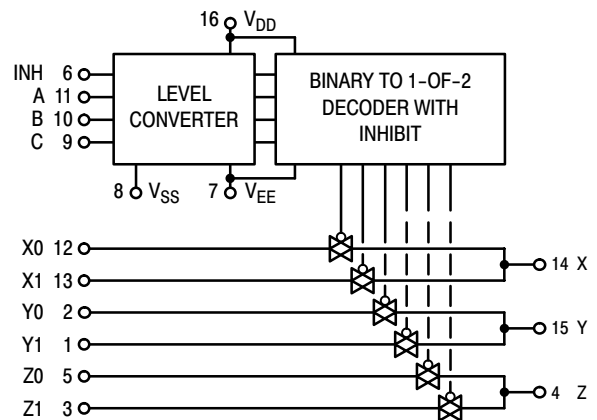 16 VDD
INH 6
A 11
B 10
C 9
LEVEL
CONVERTER
BINARY TO 1-OF-2
DECODER WITH
INHIBIT
8 VSS
7 VEE
X0 12
X1 13
14 X
Y0 2
Y1 1
15 Y
Z0 5
Z1 3
4 Z